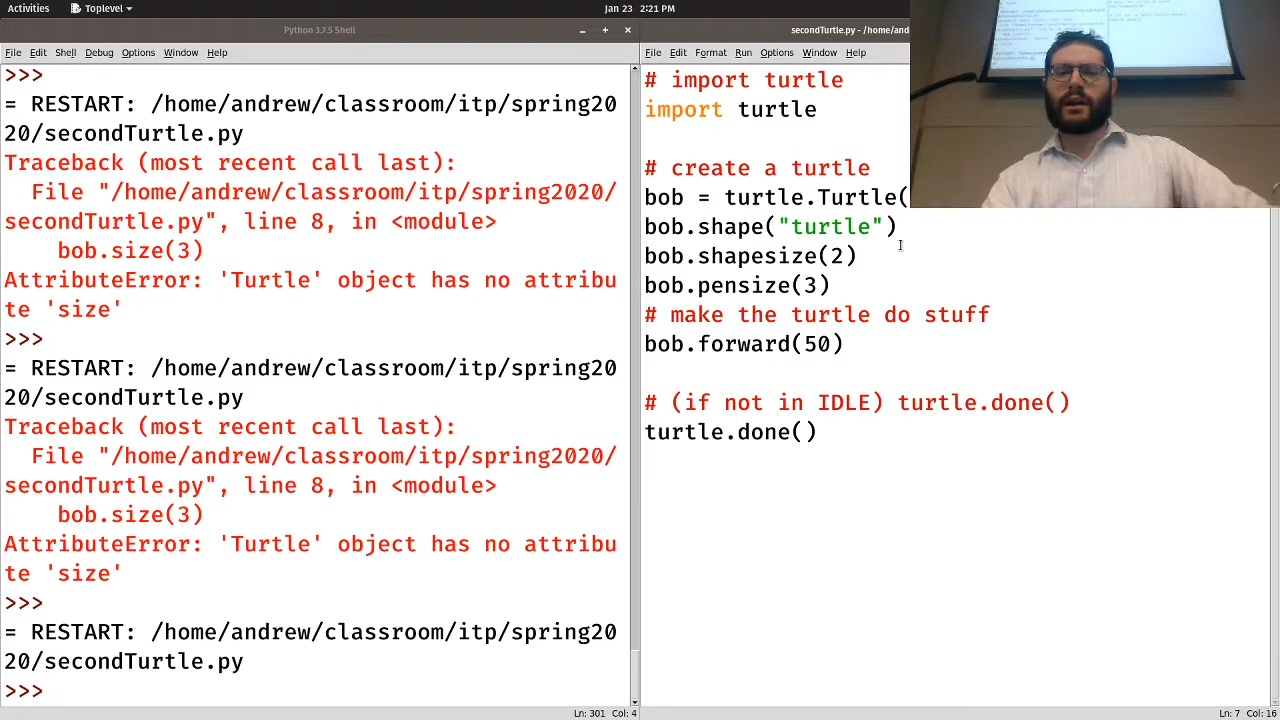 Activities Toplevel Jan 23 2:21 PM
Python 3.7.5 Shell
File Edit Shell Debug Options Window Help
>>>
= RESTART: /home/andrew/classroom/itp/spring20
20/secondTurtle.py
Traceback (most recent call last):
File "/home/andrew/classroom/itp/spring2020/
secondTurtle.py", line 8, in <module>
bob.size(3)
AttributeError: 'Turtle' object has no attribu
te 'size'
>>>
= RESTART: /home/andrew/classroom/itp/spring20
20/secondTurtle.py
Traceback (most recent call last):
File "/home/andrew/classroom/itp/spring2020/
secondTurtle.py", line 8, in <module>
bob.size(3)
AttributeError: 'Turtle' object has no attribu
te 'size'
>>>
= RESTART: /home/andrew/classroom/itp/spring20
20/secondTurtle.py
>>>
Ln: 301 Col: 4
secondTurtle.py - /home/and
File Edit Format Run Options Window Help
# import turtle
import turtle
# create a turtle
bob = turtle.Turtle(
bob.shape("turtle")
bob.shapesize(2)
bob.pensize(3)
# make the turtle do stuff
bob.forward(50)
# (if not in IDLE) turtle.done()
turtle.done()
Ln: 7 Col: 16